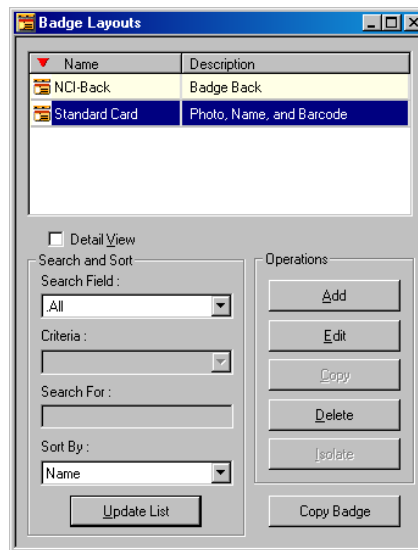 Badge Layouts
Name Description
NCI-Back Badge Back
Standard Card Photo, Name, and Barcode
Detail View
Search and Sort
Search Field :
.All
Criteria :
Search For :
Sort By :
Name
Update List
Operations
Add
Edit
Copy
Delete
Isolate
Copy Badge